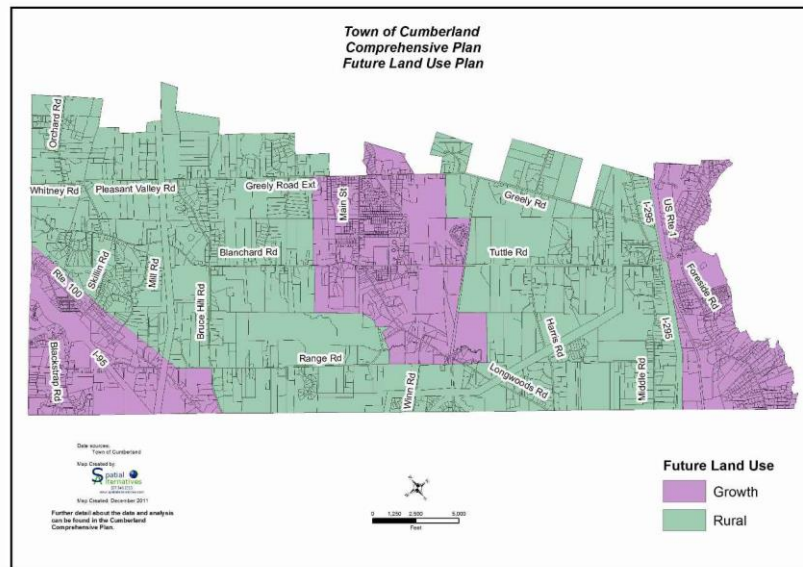 Town of Cumberland
Comprehensive Plan
Future Land Use Plan
Orchard Rd
Whitney Rd
Pleasant Valley Rd
Greely Road Ext
Main St
Greely Rd
I-295
US Rte 1
Skillin Rd
Mill Rd
Blanchard Rd
Tuttle Rd
Foreside Rd
Rte. 100
Bruce Hill Rd
Harris Rd
I-295
Blackstrap Rd
I-95
Range Rd
Winn Rd
Longwoods Rd
Middle Rd
Data sources:
Town of Cumberland
Map Created by
Spatial
Alternatives
Map Created, December 2011
Further detail about the data and analysis
can be found in the Cumberland
Comprehensive Plan.
0 1,250 2,500 5,000
Feet
Future Land Use
Growth
Rural